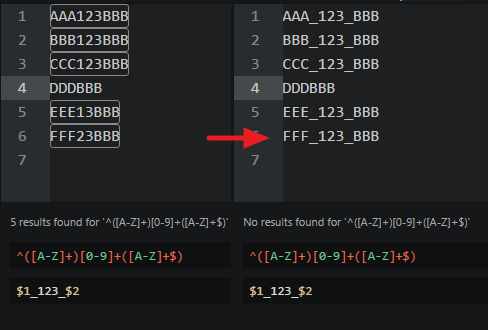 1 AAA123BBB
2 BBB123BBB
3 CCC123BBB
4 DDDBBB
5 EEE13BBB
6 FFF23BBB
7
5 results found for '^([A-Z]+)[0-9]+([A-Z]+$)'
^([A-Z]+)[0-9]+([A-Z]+$)
$1_123_$2
1 AAA_123_BBB
2 BBB_123_BBB
3 CCC_123_BBB
4 DDDBBB
5 EEE_123_BBB
FFF_123_BBB
7
No results found for '^([A-Z]+)[0-9]+([A-Z]+$)'
^([A-Z]+)[0-9]+([A-Z]+$)
$1_123_$2